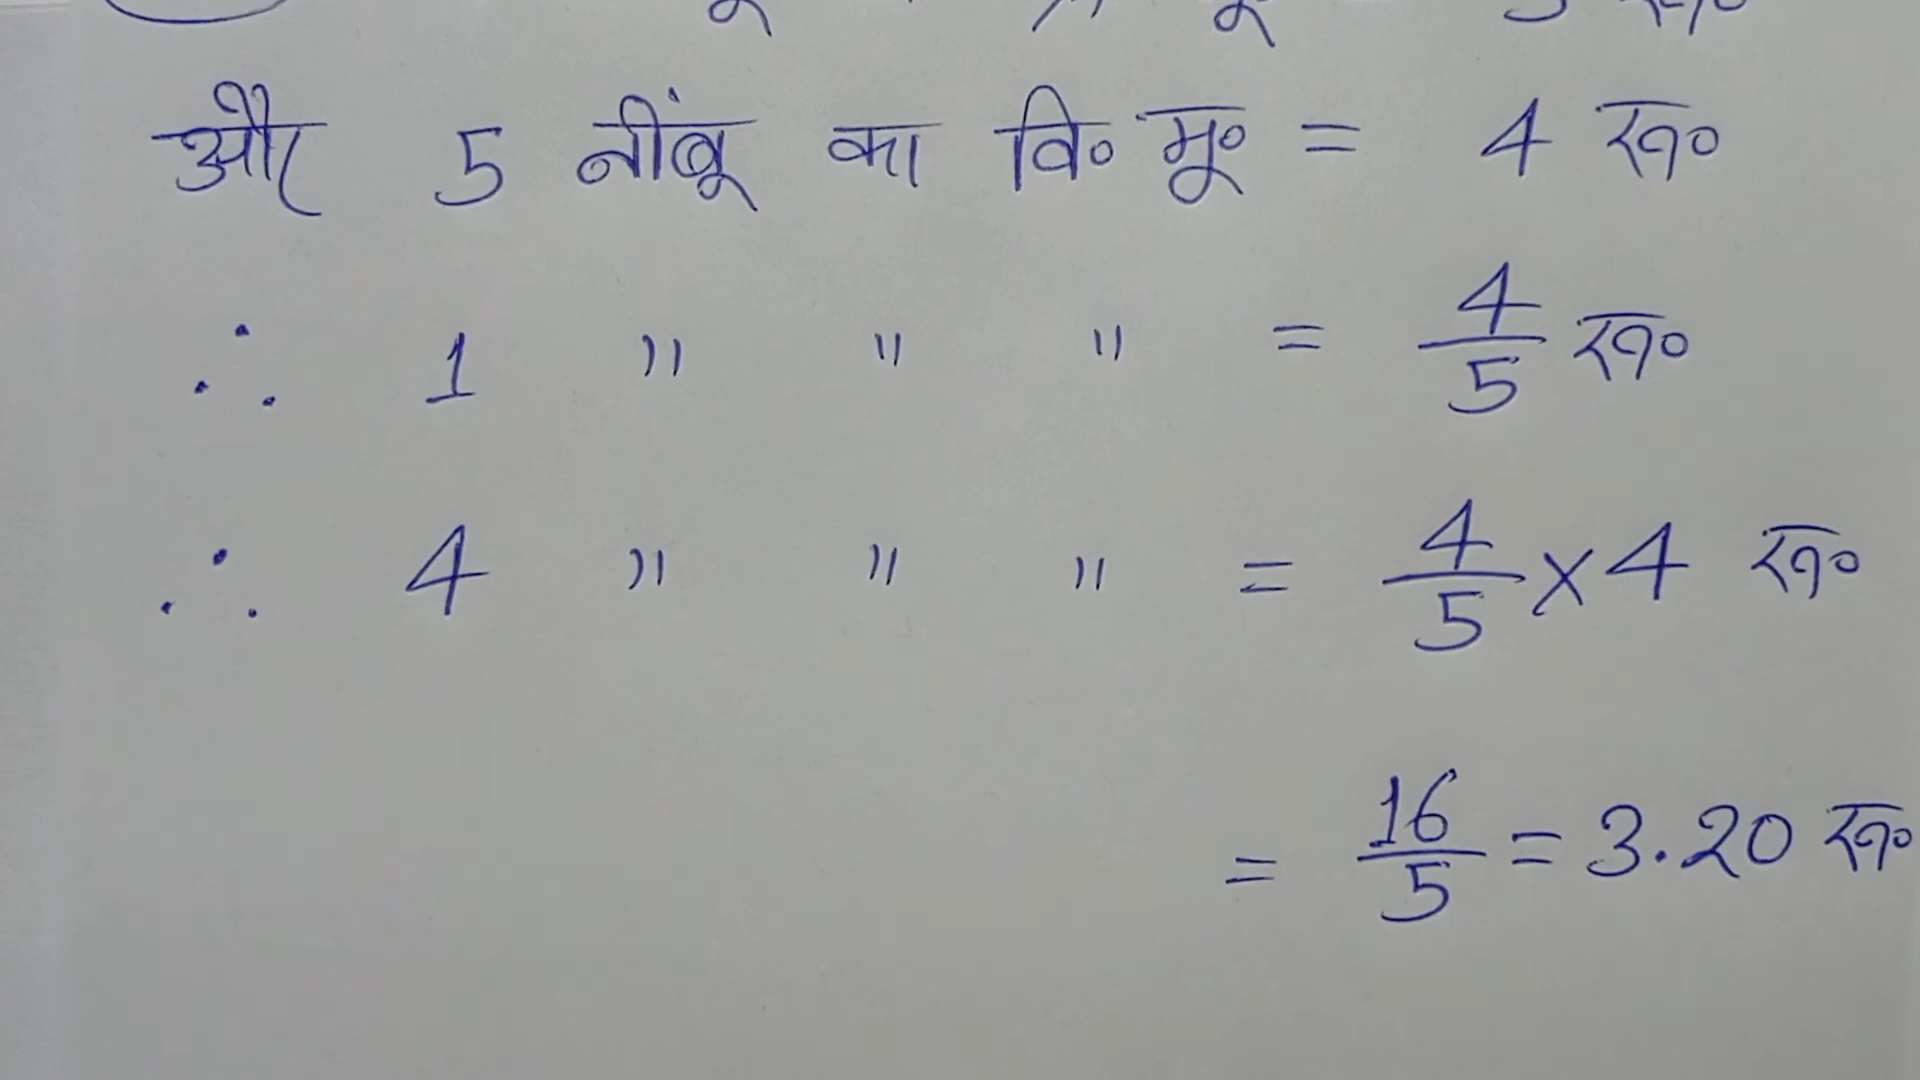 और 5 नींबू का वि० मू० = 4 रू०
∴ 1 " " " = 4/5 रू०
∴ 4 " " " = 4/5 × 4 रू०
= 16/5 = 3.20 रू०